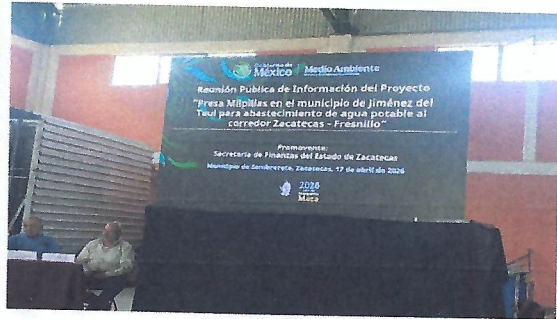 Gobierno de México Medio Ambiente
Reunión Pública de Información del Proyecto
"Presa Milpillas en el municipio de Jiménez del
Teul para abastecimiento de agua potable al
corredor Zacatecas - Fresnillo"
Promovente:
Secretaría de Finanzas del Estado de Zacatecas
Municipio de Sombrerete, Zacatecas, 17 de abril de 2026
2026
Maya